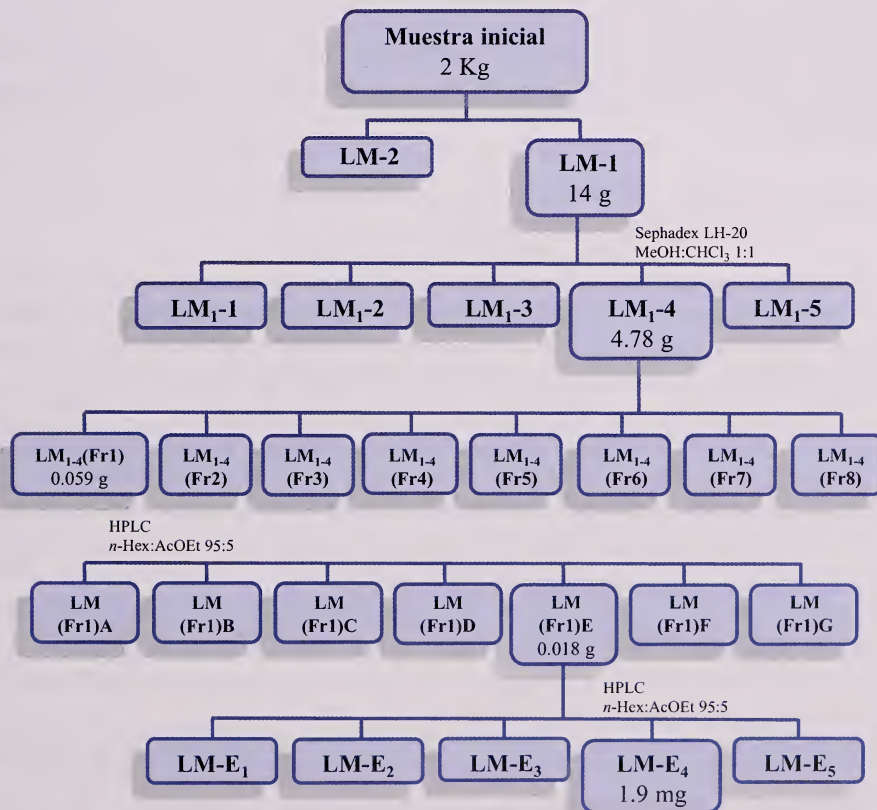 Muestra inicial
2 Kg
LM-2
LM-1
14 g
Sephadex LH-20
MeOH:CHCl₃ 1:1
LM₁-1
LM₁-2
LM₁-3
LM₁-4
4.78 g
LM₁-5
LM₁₋₄(Fr1)
0.059 g
LM₁₋₄
(Fr2)
LM₁₋₄
(Fr3)
LM₁₋₄
(Fr4)
LM₁₋₄
(Fr5)
LM₁₋₄
(Fr6)
LM₁₋₄
(Fr7)
LM₁₋₄
(Fr8)
HPLC
n-Hex:AcOEt 95:5
LM
(Fr1)A
LM
(Fr1)B
LM
(Fr1)C
LM
(Fr1)D
LM
(Fr1)E
0.018 g
LM
(Fr1)F
LM
(Fr1)G
HPLC
n-Hex:AcOEt 95:5
LM-E₁
LM-E₂
LM-E₃
LM-E₄
1.9 mg
LM-E₅